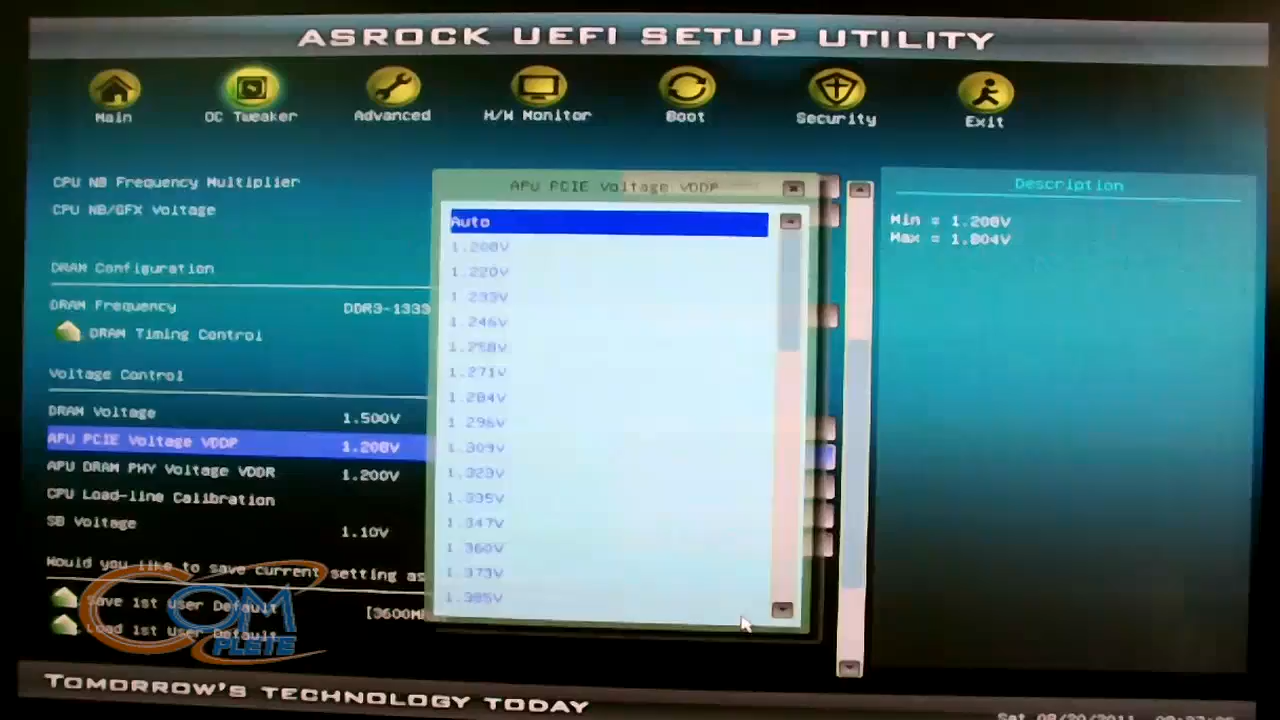 ASROCK UEFI SETUP UTILITY
Main
OC Tweaker
Advanced
H/W Monitor
Boot
Security
Exit
CPU NB Frequency Multiplier
CPU NB/GFX Voltage
DRAM Configuration
DRAM Frequency DDR3-1333
DRAM Timing Control
Voltage Control
DRAM Voltage 1.500V
APU PCIE Voltage VDDP 1.208V
APU DRAM PHY Voltage VDDR 1.200V
CPU Load-line Calibration
SB Voltage 1.10V
Would you like to save current setting as
Save 1st User Default [3600M
Load 1st User Default
APU PCIE Voltage VDDP
Auto
1.208V
1.220V
1.233V
1.246V
1.258V
1.271V
1.284V
1.296V
1.309V
1.323V
1.335V
1.347V
1.360V
1.373V
1.385V
Description
Min = 1.208V
Max = 1.804V
COM
PLETE
TOMORROW'S TECHNOLOGY TODAY